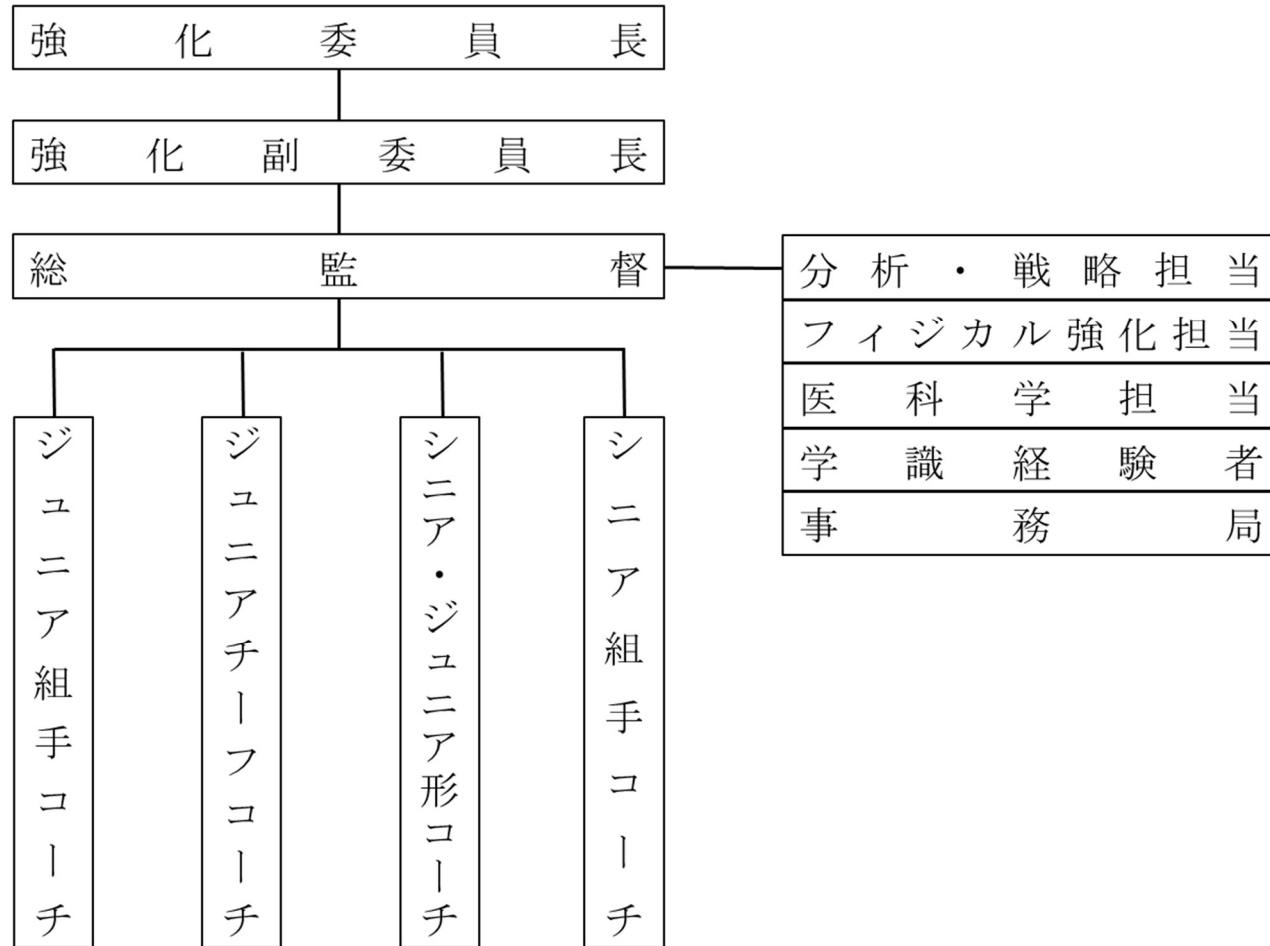 強化委員長
強化副委員長
総監督
分析・戦略担当
フィジカル強化担当
医科学担当
学識経験者
事務局
ジュニア組手コーチ
ジュニアチーフコーチ
シニア・ジュニア形コーチ
シニア組手コーチ